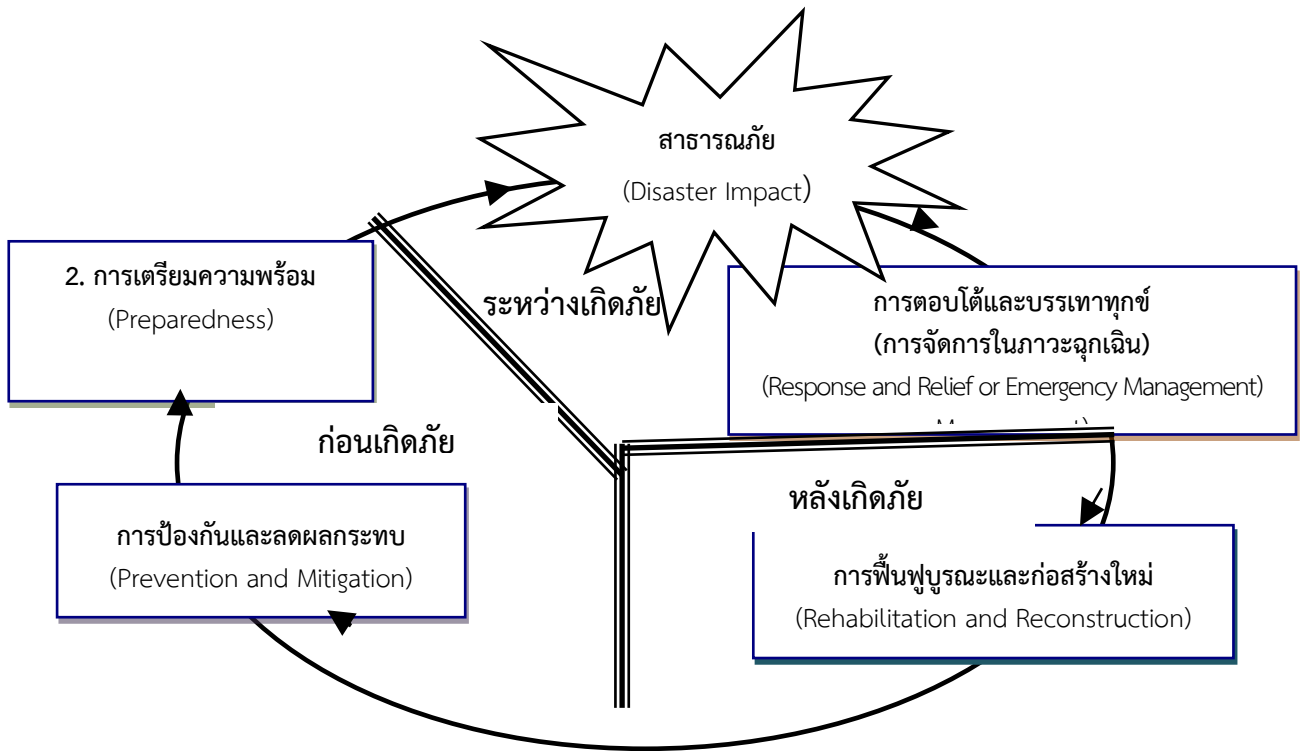 สาธารณภัย
(Disaster Impact)
2. การเตรียมความพร้อม
(Preparedness)
ระหว่างเกิดภัย
การตอบโต้และบรรเทาทุกข์
(การจัดการในภาวะฉุกเฉิน)
(Response and Relief or Emergency Management)
ก่อนเกิดภัย
หลังเกิดภัย
การป้องกันและลดผลกระทบ
(Prevention and Mitigation)
การฟื้นฟูบูรณะและก่อสร้างใหม่
(Rehabilitation and Reconstruction)